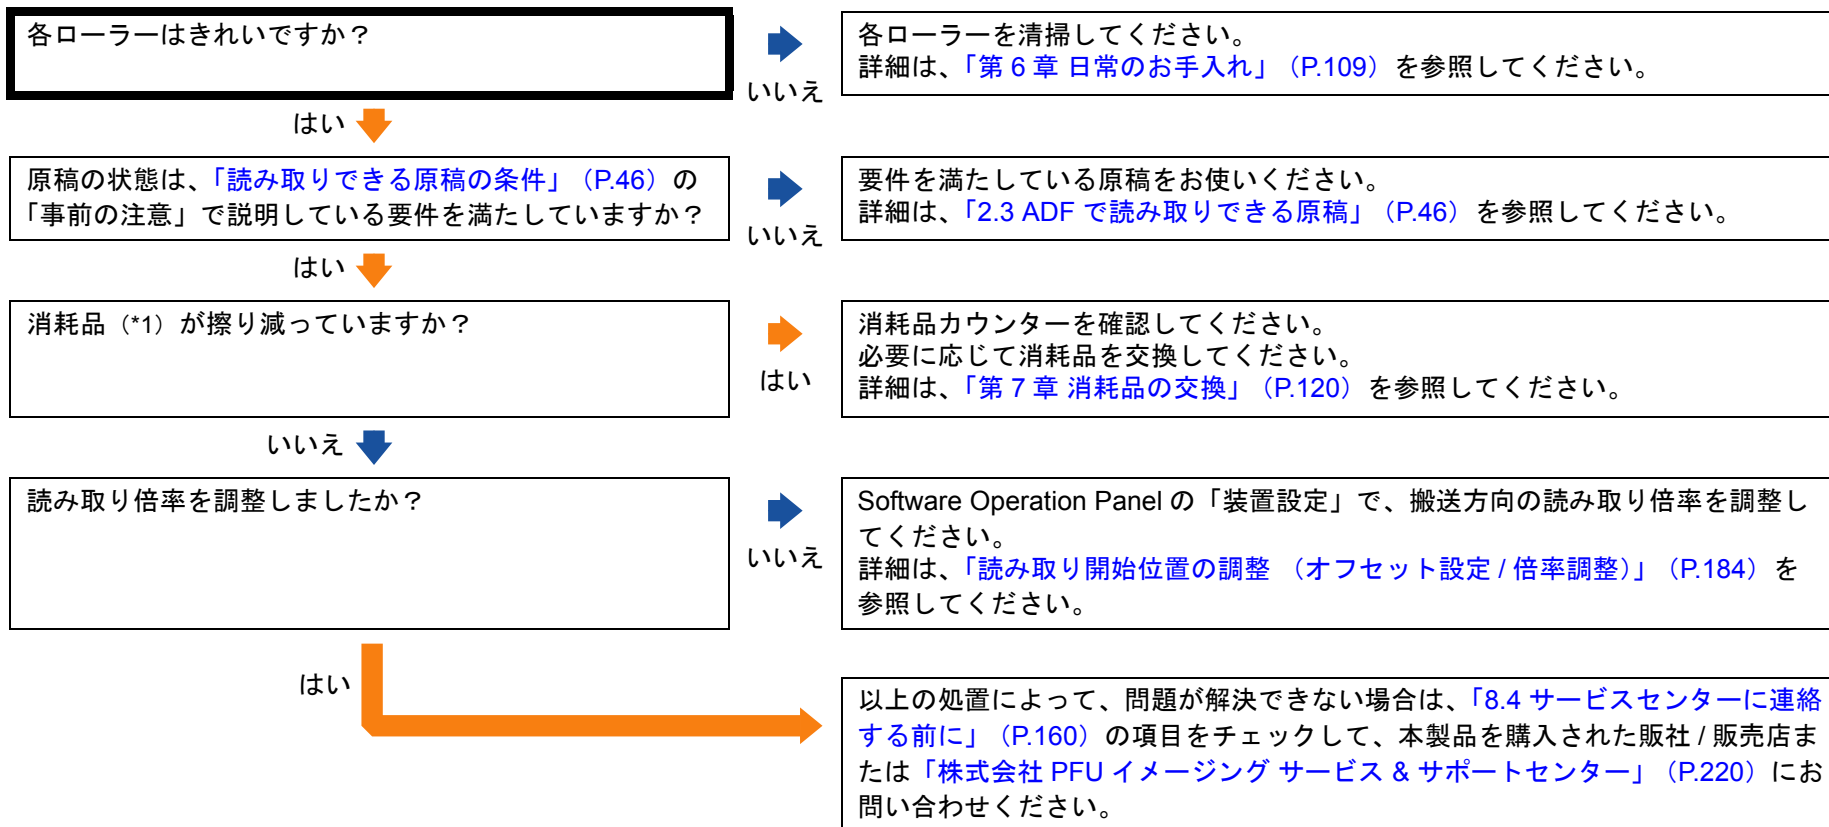 各ローラーはきれいですか？
いいえ
各ローラーを清掃してください。
詳細は、「第 6 章 日常のお手入れ」（P.109）を参照してください。
はい
原稿の状態は、「読み取りできる原稿の条件」（P.46）の
「事前の注意」で説明している要件を満たしていますか？
いいえ
要件を満たしている原稿をお使いください。
詳細は、「2.3 ADF で読み取りできる原稿」（P.46）を参照してください。
はい
消耗品（*1）が擦り減っていますか？
はい
消耗品カウンターを確認してください。
必要に応じて消耗品を交換してください。
詳細は、「第 7 章 消耗品の交換」（P.120）を参照してください。
いいえ
読み取り倍率を調整しましたか？
いいえ
Software Operation Panel の「装置設定」で、搬送方向の読み取り倍率を調整し
てください。
詳細は、「読み取り開始位置の調整 （オフセット設定 / 倍率調整）」（P.184）を
参照してください。
はい
以上の処置によって、問題が解決できない場合は、「8.4 サービスセンターに連絡
する前に」（P.160）の項目をチェックして、本製品を購入された販社 / 販売店ま
たは「株式会社 PFU イメージング サービス & サポートセンター」（P.220）にお
問い合わせください。